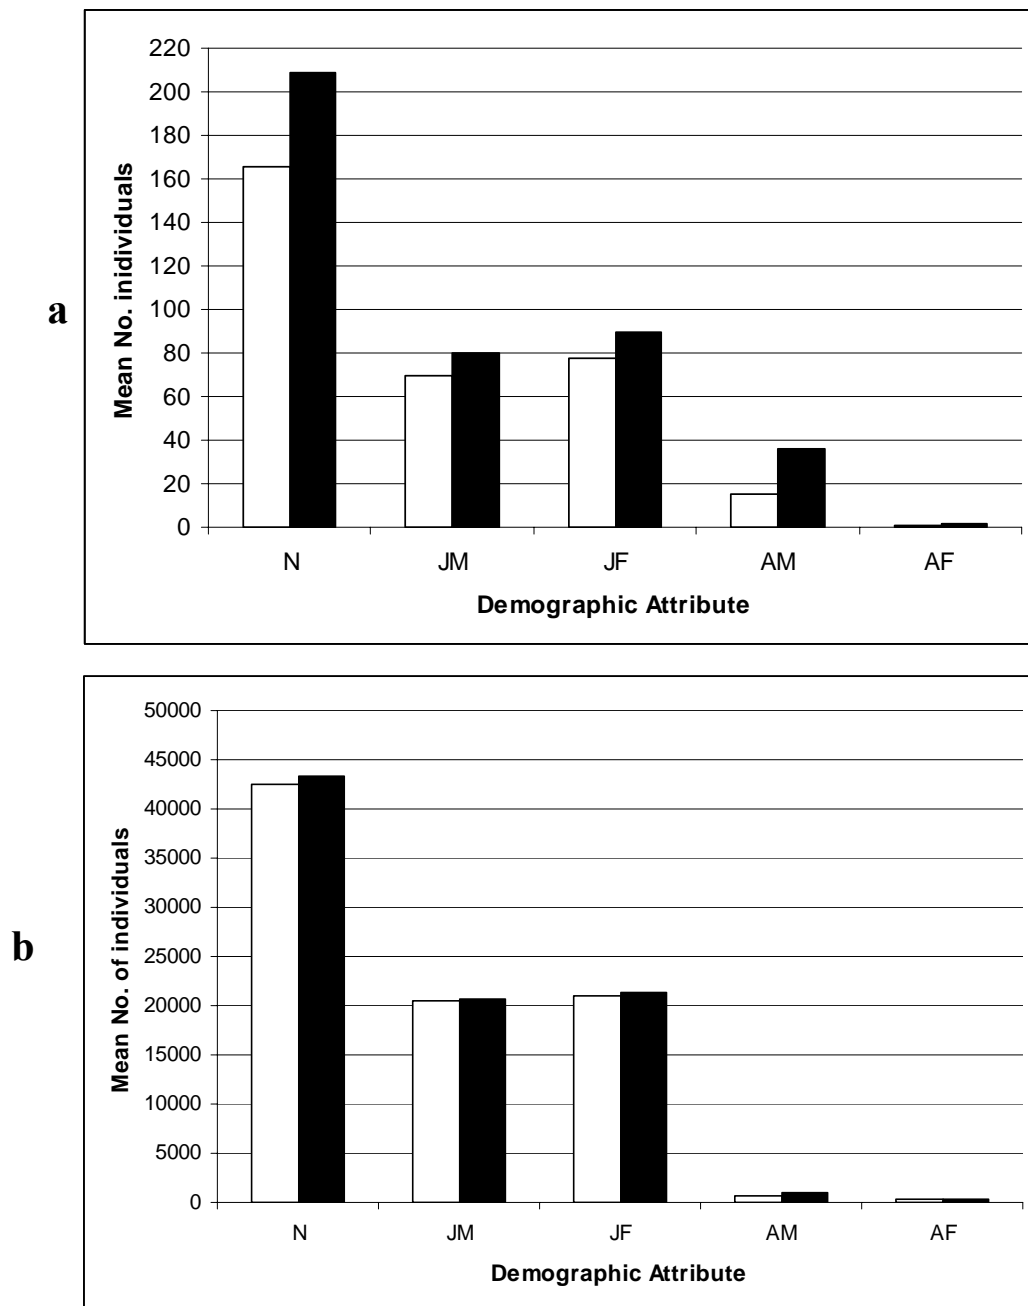 a
Mean No. inidividuals
220
200
180
160
140
120
100
80
60
40
20
0
N JM JF AM AF
Demographic Attribute
b
Mean No. of individuals
50000
45000
40000
35000
30000
25000
20000
15000
10000
5000
0
N JM JF AM AF
Demographic Attribute